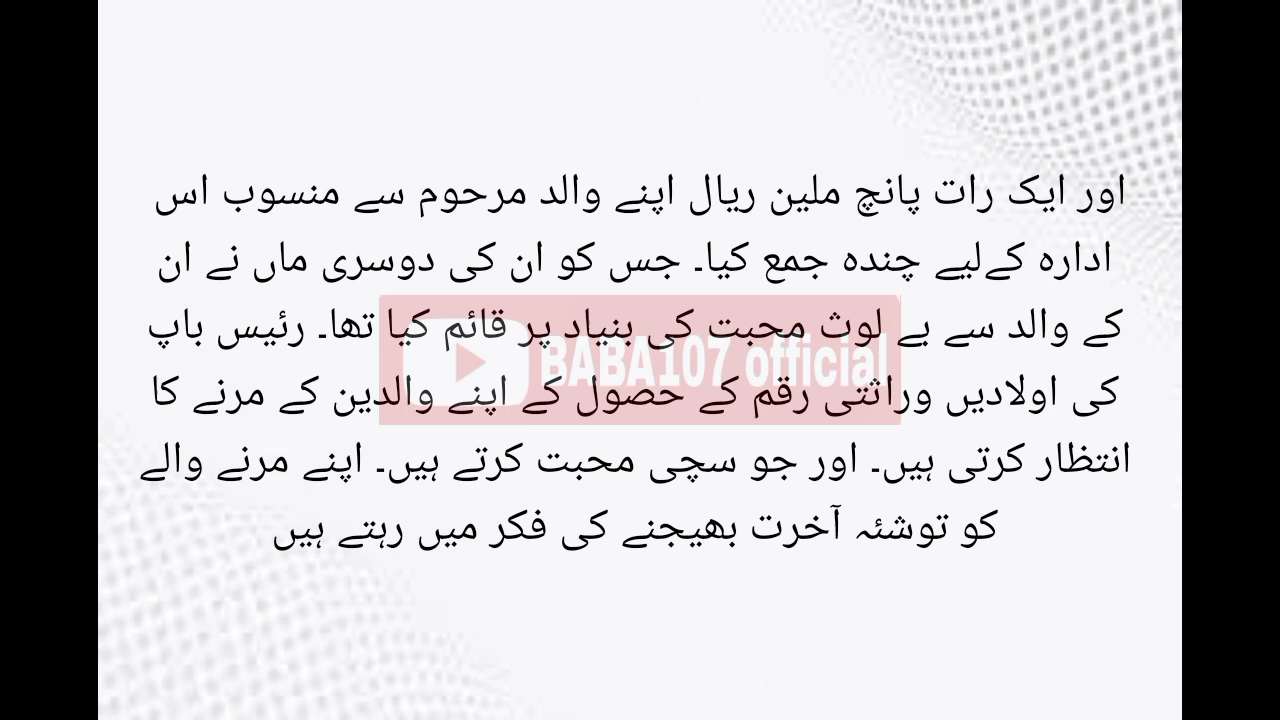 اور ایک رات پانچ ملین ریال اپنے والد مرحوم سے منسوب اس
ادارہ کےلیے چندہ جمع کیا۔ جس کو ان کی دوسری ماں نے ان
کے والد سے بے لوث محبت کی بنیاد پر قائم کیا تھا۔ رئیس باپ
BABA107 official
کی اولادیں وراثتی رقم کے حصول کے اپنے والدین کے مرنے کا
انتظار کرتی ہیں۔ اور جو سچی محبت کرتے ہیں۔ اپنے مرنے والے
کو توشئہ آخرت بھیجنے کی فکر میں رہتے ہیں